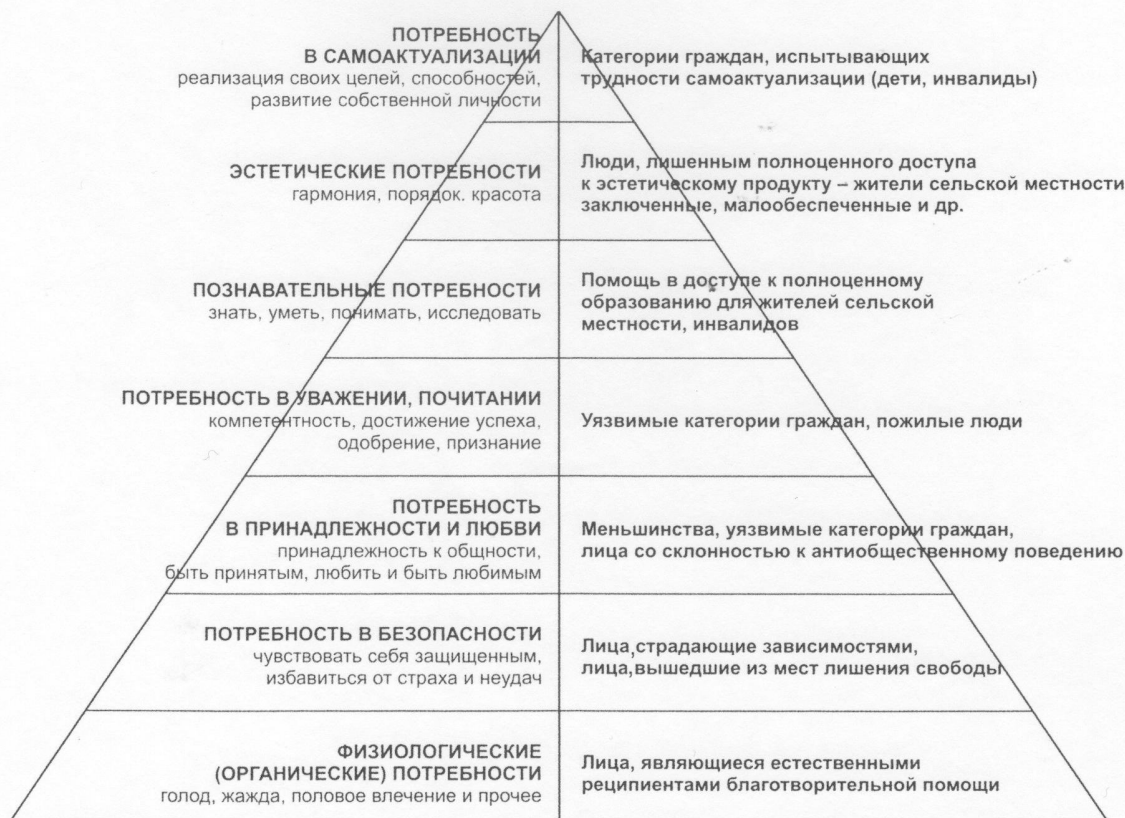 ПОТРЕБНОСТЬ
В САМОАКТУАЛИЗАЦИИ
реализация своих целей, способностей,
развитие собственной личности
Категории граждан, испытывающих
трудности самоактуализации (дети, инвалиды)
ЭСТЕТИЧЕСКИЕ ПОТРЕБНОСТИ
гармония, порядок. красота
Люди, лишенным полноценного доступа
к эстетическому продукту – жители сельской местности
заключенные, малообеспеченные и др.
ПОЗНАВАТЕЛЬНЫЕ ПОТРЕБНОСТИ
знать, уметь, понимать, исследовать
Помощь в доступе к полноценному
образованию для жителей сельской
местности, инвалидов
ПОТРЕБНОСТЬ В УВАЖЕНИИ, ПОЧИТАНИИ
компетентность, достижение успеха,
одобрение, признание
Уязвимые категории граждан, пожилые люди
ПОТРЕБНОСТЬ
В ПРИНАДЛЕЖНОСТИ И ЛЮБВИ
принадлежность к общности,
быть принятым, любить и быть любимым
Меньшинства, уязвимые категории граждан,
лица со склонностью к антиобщественному поведению
ПОТРЕБНОСТЬ В БЕЗОПАСНОСТИ
чувствовать себя защищенным,
избавиться от страха и неудач
Лица,страдающие зависимостями,
лица,вышедшие из мест лишения свободы
ФИЗИОЛОГИЧЕСКИЕ
(ОРГАНИЧЕСКИЕ) ПОТРЕБНОСТИ
голод, жажда, половое влечение и прочее
Лица, являющиеся естественными
реципиентами благотворительной помощи